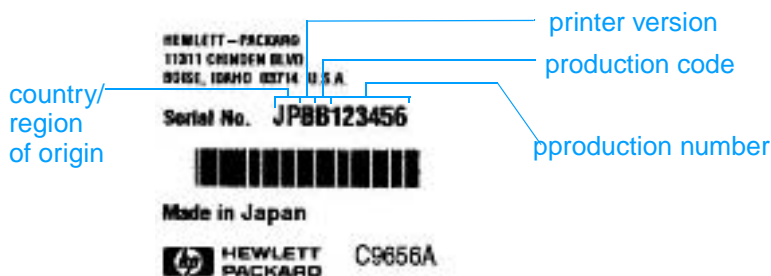 printer version
HEWLETT-PACKARD
11311 CHINDEN BLVD
BOISE, IDAHO 83714 U.S.A.
production code
country/
region
of origin
Serial No. JPBB123456
pproduction number
Made in Japan
hp HEWLETT
PACKARD
C9656A